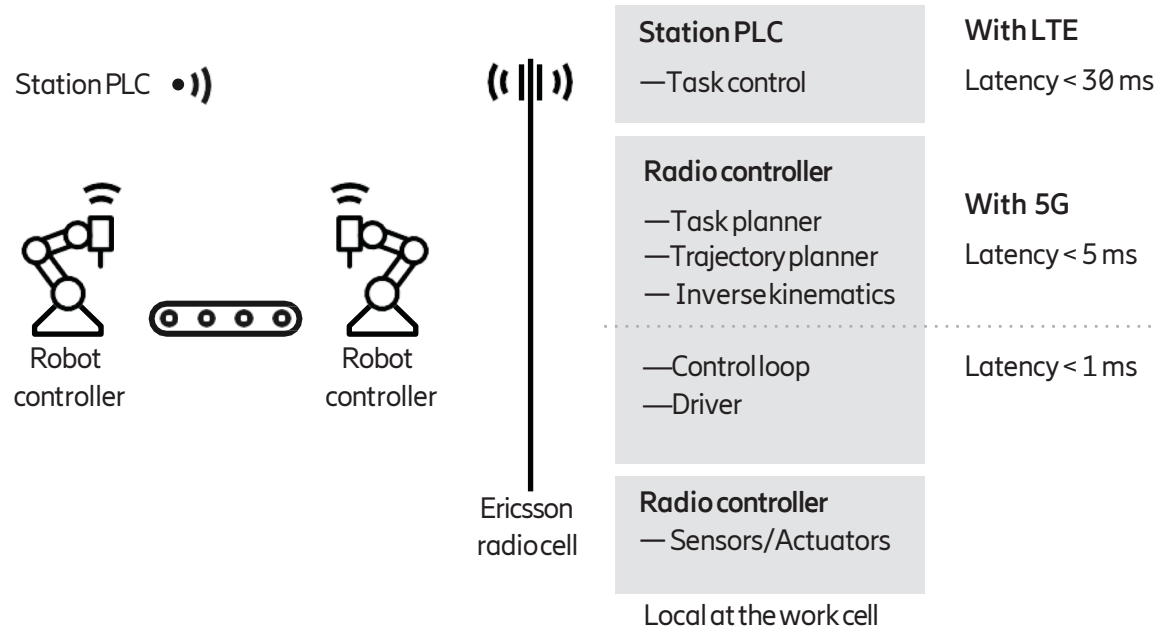 Station PLC
Robot
controller
Robot
controller
Ericsson
radio cell
Station PLC
—Task control
With LTE
Latency < 30 ms
Radio controller
—Task planner
—Trajectory planner
— Inverse kinematics
With 5G
Latency < 5 ms
—Control loop
—Driver
Latency < 1 ms
Radio controller
— Sensors/Actuators
Local at the work cell